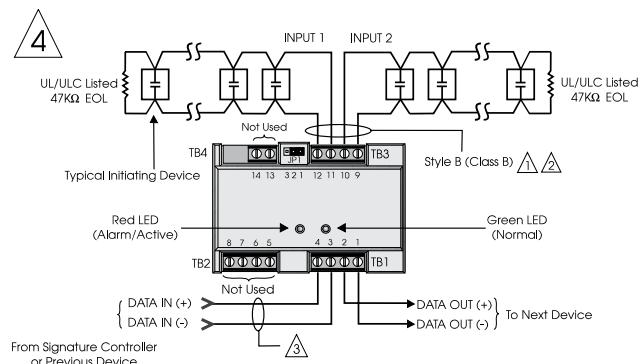 4
INPUT 1 INPUT 2
UL/ULC Listed
47KΩ EOL
UL/ULC Listed
47KΩ EOL
Typical Initiating Device
Not Used
TB4
JP1
TB3
14 13 3 2 1 12 11 10 9
Style B (Class B) 1 2
Red LED
(Alarm/Active)
Green LED
(Normal)
8 7 6 5 4 3 2 1
TB2
TB1
Not Used
DATA IN (+)
DATA IN (-)
DATA OUT (+)
DATA OUT (-)
To Next Device
3
From Signature Controller
or Previous Device